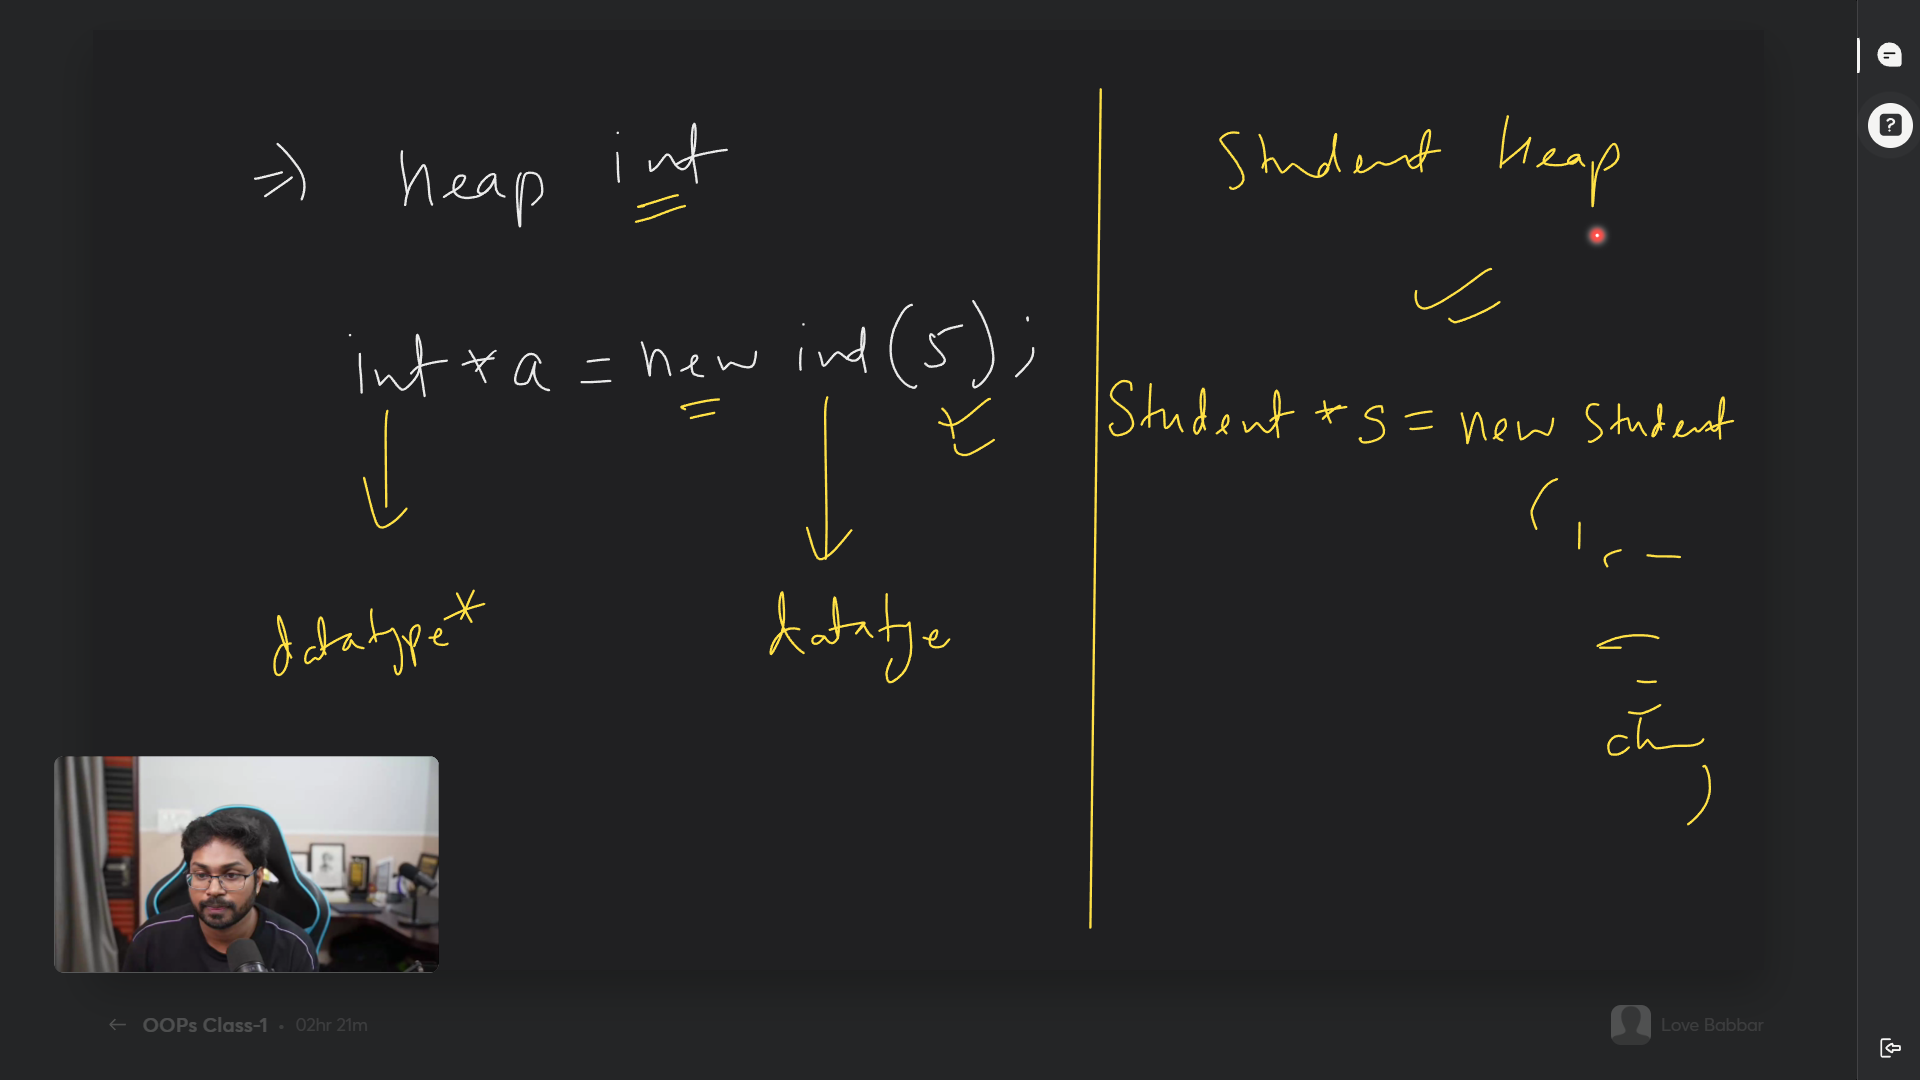 => heap int
int * a = new int (5) ;
datatype*
datatye
Student heap
Student * s = new Student
(1, -
ch
)
?
← OOPs Class-1 • 02hr 21m
Love Babbar